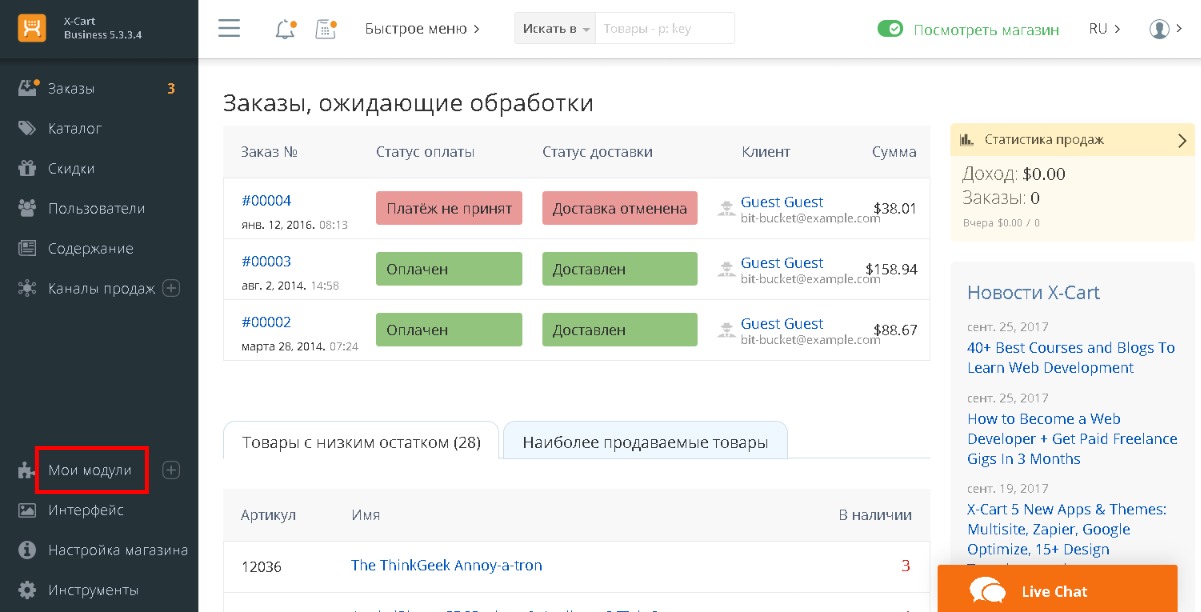 X-Cart
Business 5.3.3.4
Быстрое меню
Искать в
Товары - p: key
Посмотреть магазин
RU
Заказы
3
Каталог
Скидки
Пользователи
Содержание
Каналы продаж
Мои модули
Интерфейс
Настройка магазина
Инструменты
Заказы, ожидающие обработки
Заказ № Статус оплаты Статус доставки Клиент Сумма
#00004 Платёж не принят Доставка отменена Guest Guest $38.01
янв. 12, 2016. 08:13 bit-bucket@example.com
#00003 Оплачен Доставлен Guest Guest $158.94
авг. 2, 2014. 14:58 bit-bucket@example.com
#00002 Оплачен Доставлен Guest Guest $88.67
марта 28, 2014. 07:24 bit-bucket@example.com
Товары с низким остатком (28)
Наиболее продаваемые товары
Артикул Имя В наличии
12036 The ThinkGeek Annoy-a-tron 3
Статистика продаж
Доход: $0.00
Заказы: 0
Вчера $0.00 / 0
Новости X-Cart
сент. 25, 2017
40+ Best Courses and Blogs To
Learn Web Development
сент. 25, 2017
How to Become a Web
Developer + Get Paid Freelance
Gigs In 3 Months
сент. 19, 2017
X-Cart 5 New Apps & Themes:
Multisite, Zapier, Google
Optimize, 15+ Design
Live Chat